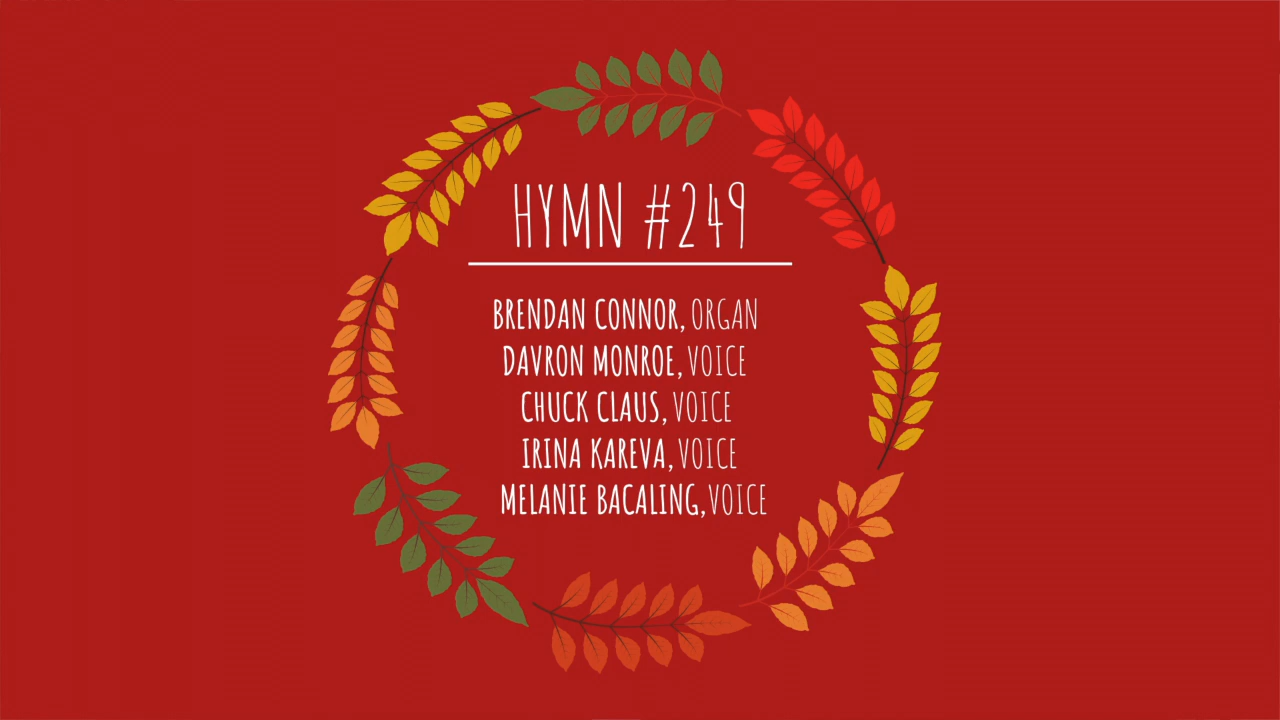 HYMN #249
BRENDAN CONNOR, ORGAN
DAVRON MONROE, VOICE
CHUCK CLAUS, VOICE
IRINA KAREVA, VOICE
MELANIE BACALING, VOICE